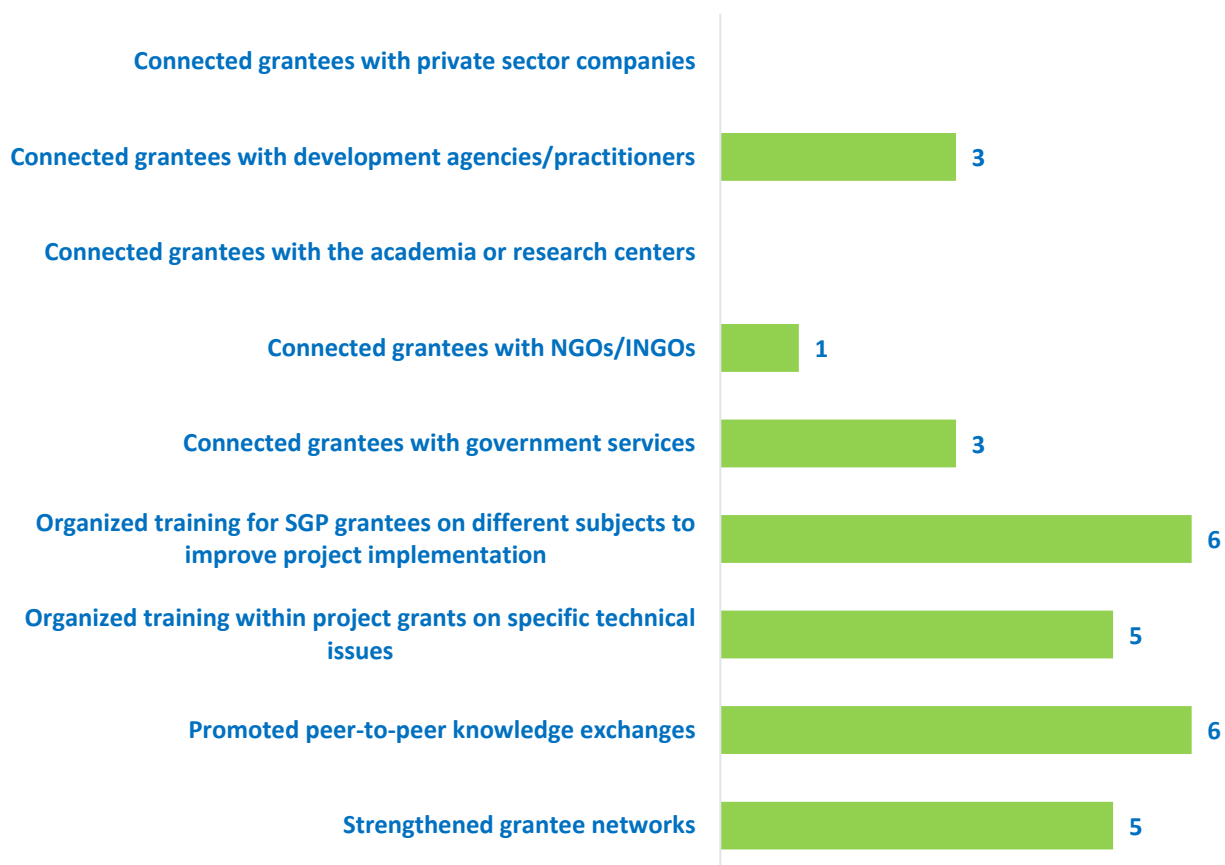 Connected grantees with private sector companies
Connected grantees with development agencies/practitioners
3
Connected grantees with the academia or research centers
Connected grantees with NGOs/INGOs
1
Connected grantees with government services
3
Organized training for SGP grantees on different subjects to
improve project implementation
6
Organized training within project grants on specific technical
issues
5
Promoted peer-to-peer knowledge exchanges
6
Strengthened grantee networks
5